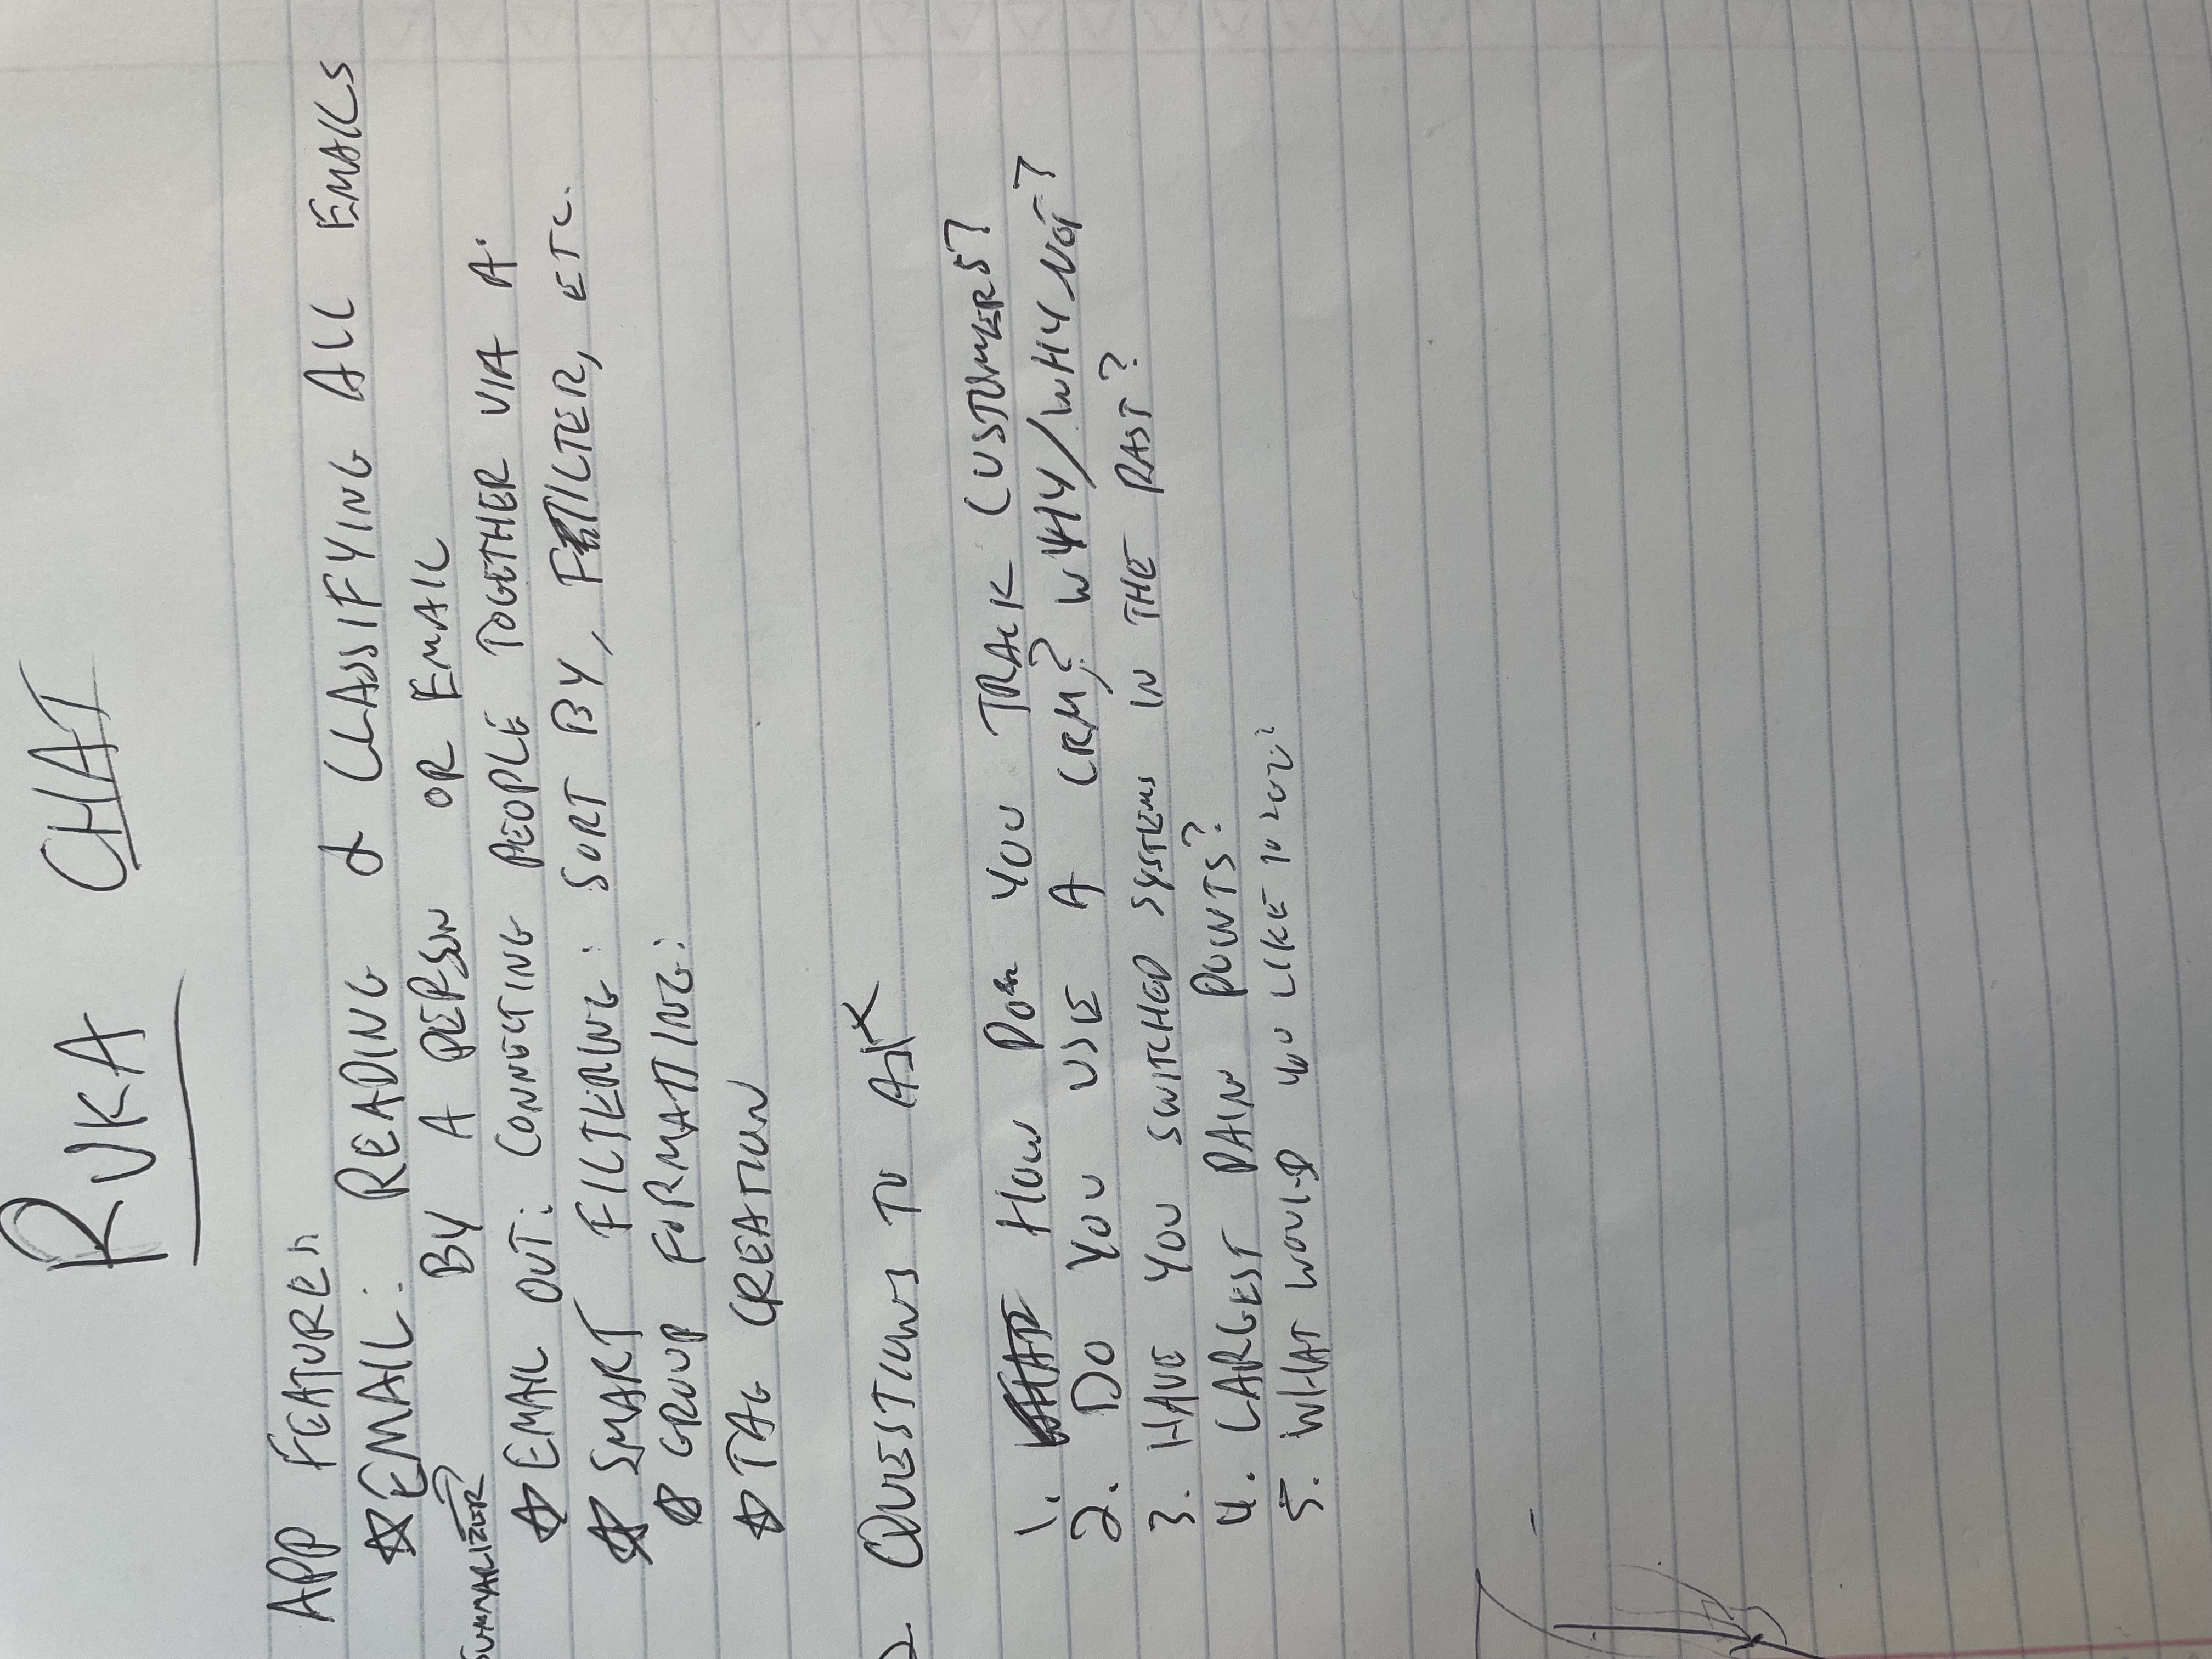 RUKA CHAT
APP FEATURES
☆ EMAIL: READING & CLASSIFYING ALL EMAILS
BY A PERSON OR EMAIL
SUMMARIZER →
☆ EMAIL OUT: CONNECTING PEOPLE TOGETHER VIA A.
☆ SMART FILTERING: SORT BY, FILTER, ETC.
☆ GROUP FORMATTING:
☆ TAG CREATION
2. QUESTIONS TO ASK
1. HOW DO YOU TRACK CUSTOMERS?
2. DO YOU USE A CRM? WHY/WHY NOT?
3. HAVE YOU SWITCHED SYSTEMS IN THE PAST?
4. LARGEST PAIN POINTS?
5. WHAT WOULD YOU LIKE TO